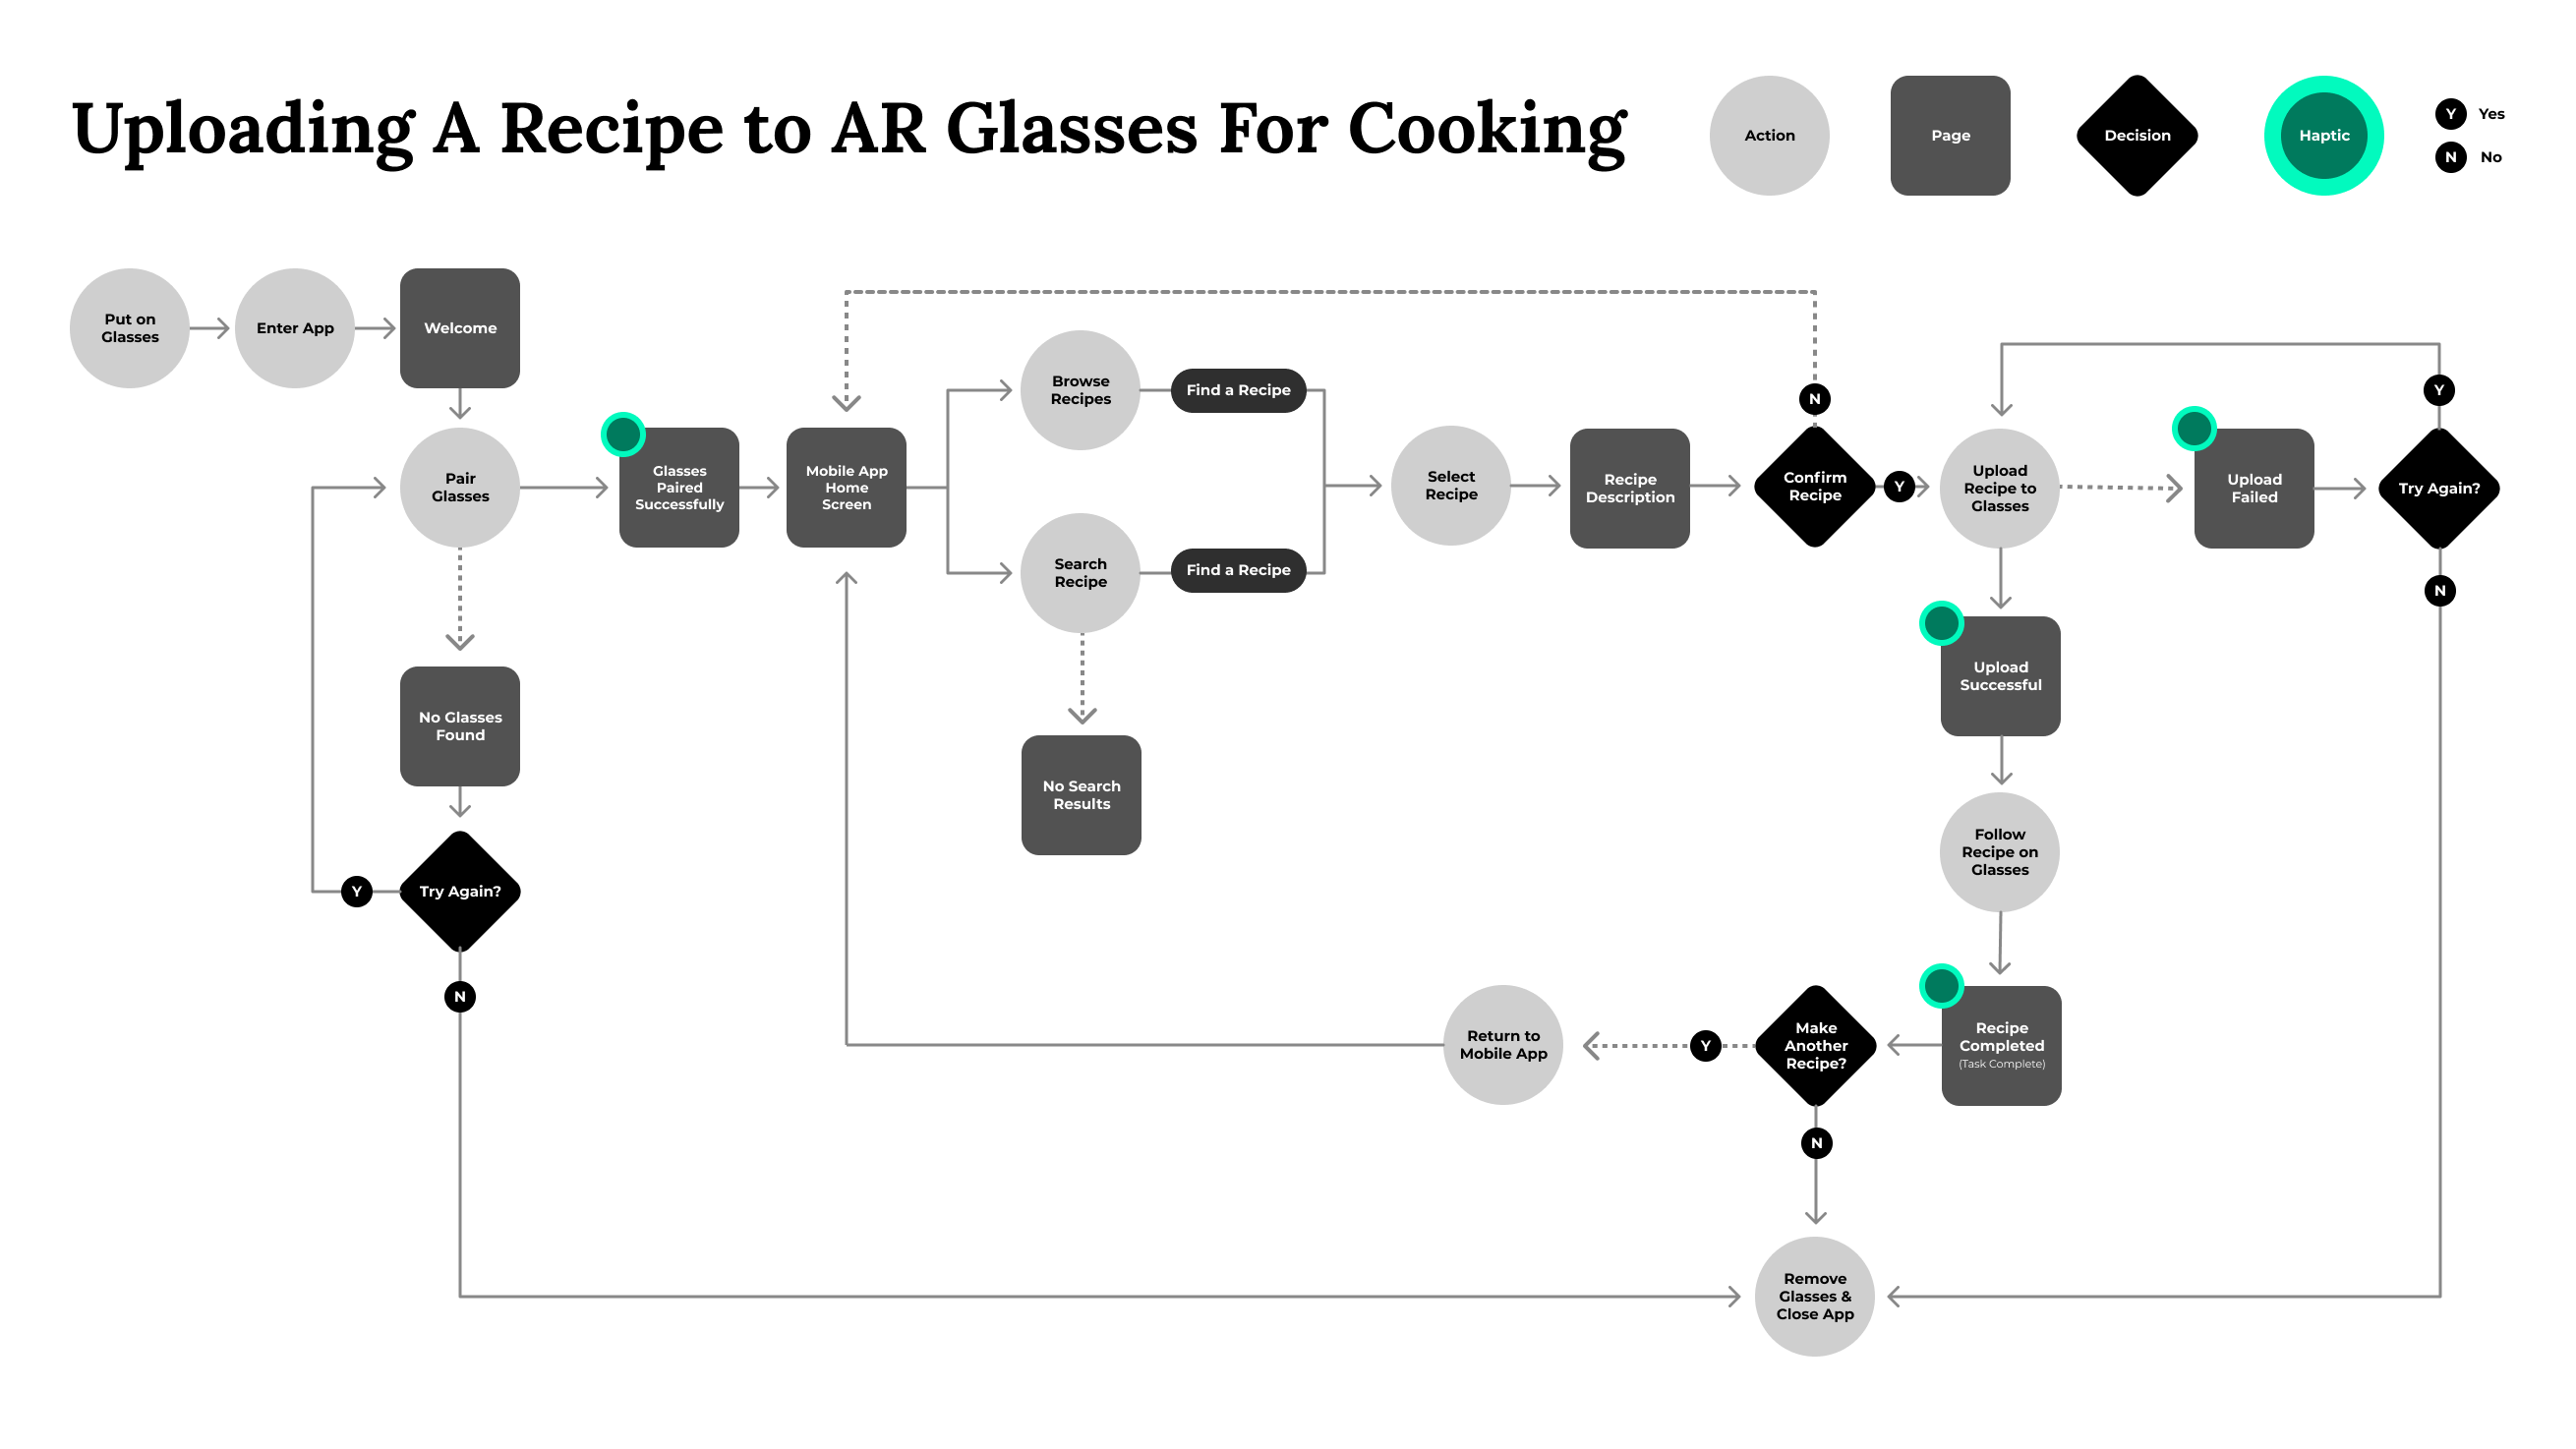 Uploading A Recipe to AR Glasses For Cooking
Action
Page
Decision
Haptic
Y Yes
N No
Put on
Glasses
Enter App
Welcome
Pair
Glasses
Glasses
Paired
Successfully
Mobile App
Home
Screen
Browse
Recipes
Find a Recipe
Search
Recipe
Find a Recipe
Select
Recipe
Recipe
Description
N
Confirm
Recipe
Y
Upload
Recipe to
Glasses
Upload
Failed
Y
Try Again?
N
No Glasses
Found
Try Again?
Y
N
No Search
Results
Upload
Successful
Follow
Recipe on
Glasses
Recipe
Completed
(Task Complete)
Make
Another
Recipe?
Y
N
Return to
Mobile App
Remove
Glasses &
Close App